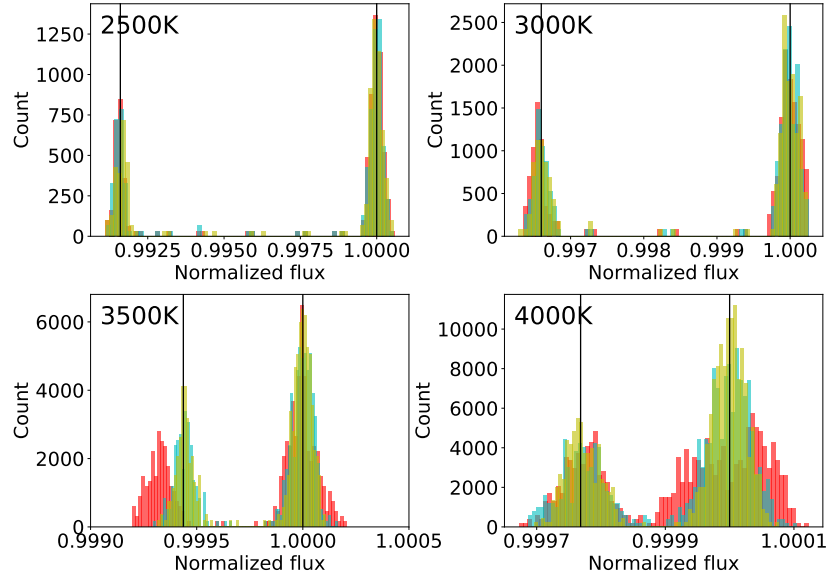 2500K
Count
1250
1000
750
500
250
0
0.9925 0.9950 0.9975 1.0000
Normalized flux
3000K
Count
2500
2000
1500
1000
500
0
0.997 0.998 0.999 1.000
Normalized flux
3500K
Count
6000
4000
2000
0
0.9990 0.9995 1.0000 1.0005
Normalized flux
4000K
Count
10000
8000
6000
4000
2000
0
0.9997 0.9999 1.0001
Normalized flux